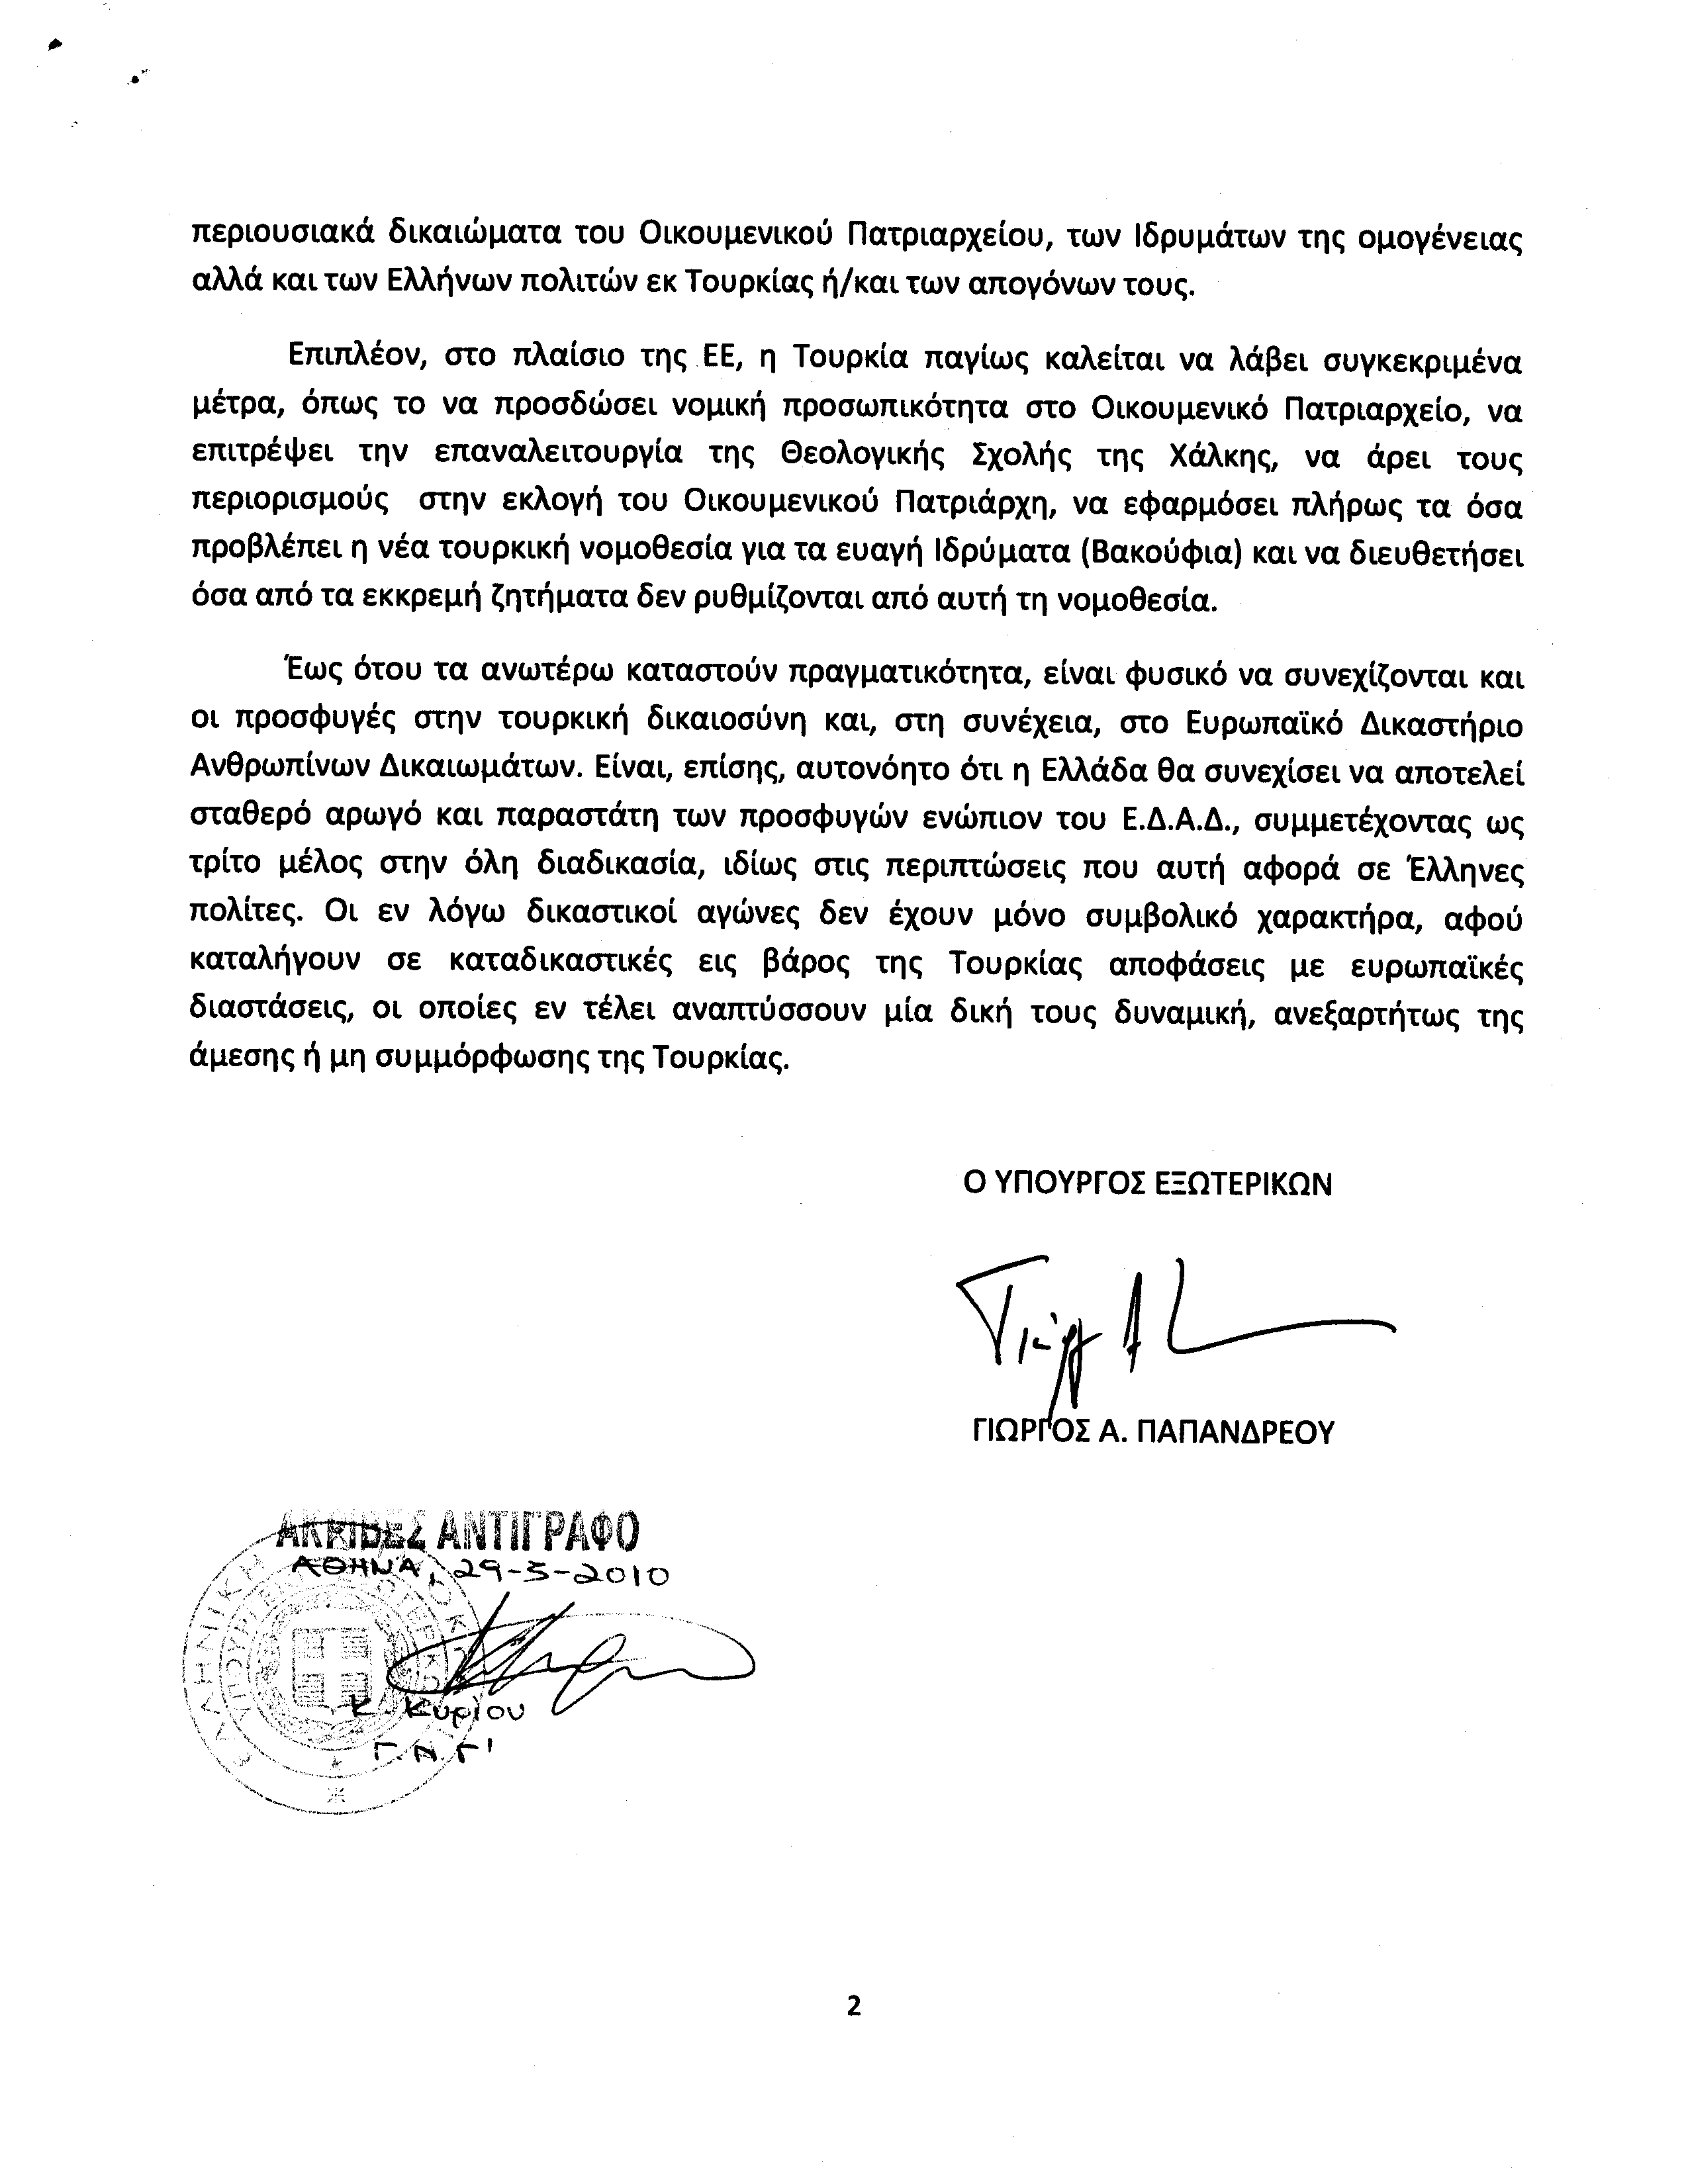 περιουσιακά δικαιώματα του Οικουμενικού Πατριαρχείου, των Ιδρυμάτων της ομογένειας
αλλά και των Ελλήνων πολιτών εκ Τουρκίας ή/και των απογόνων τους.
Επιπλέον, στο πλαίσιο της ΕΕ, η Τουρκία παγίως καλείται να λάβει συγκεκριμένα
μέτρα, όπως το να προσδώσει νομική προσωπικότητα στο Οικουμενικό Πατριαρχείο, να
επιτρέψει την επαναλειτουργία της Θεολογικής Σχολής της Χάλκης, να άρει τους
περιορισμούς στην εκλογή του Οικουμενικού Πατριάρχη, να εφαρμόσει πλήρως τα όσα
προβλέπει η νέα τουρκική νομοθεσία για τα ευαγή Ιδρύματα (Βακούφια) και να διευθετήσει
όσα από τα εκκρεμή ζητήματα δεν ρυθμίζονται από αυτή τη νομοθεσία.
Έως ότου τα ανωτέρω καταστούν πραγματικότητα, είναι φυσικό να συνεχίζονται και
οι προσφυγές στην τουρκική δικαιοσύνη και, στη συνέχεια, στο Ευρωπαϊκό Δικαστήριο
Ανθρωπίνων Δικαιωμάτων. Είναι, επίσης, αυτονόητο ότι η Ελλάδα θα συνεχίσει να αποτελεί
σταθερό αρωγό και παραστάτη των προσφυγών ενώπιον του Ε.Δ.Α.Δ., συμμετέχοντας ως
τρίτο μέλος στην όλη διαδικασία, ιδίως στις περιπτώσεις που αυτή αφορά σε Έλληνες
πολίτες. Οι εν λόγω δικαστικοί αγώνες δεν έχουν μόνο συμβολικό χαρακτήρα, αφού
καταλήγουν σε καταδικαστικές εις βάρος της Τουρκίας αποφάσεις με ευρωπαϊκές
διαστάσεις, οι οποίες εν τέλει αναπτύσσουν μία δική τους δυναμική, ανεξαρτήτως της
άμεσης ή μη συμμόρφωσης της Τουρκίας.
Ο ΥΠΟΥΡΓΟΣ ΕΞΩΤΕΡΙΚΩΝ
ΓΙΩΡΓΟΣ Α. ΠΑΠΑΝΔΡΕΟΥ
ΑΚΡΙΒΕΣ ΑΝΤΙΓΡΑΦΟ
ΑΘΗΝΑ, 29-3-2010
Κ. Κυρίου
2